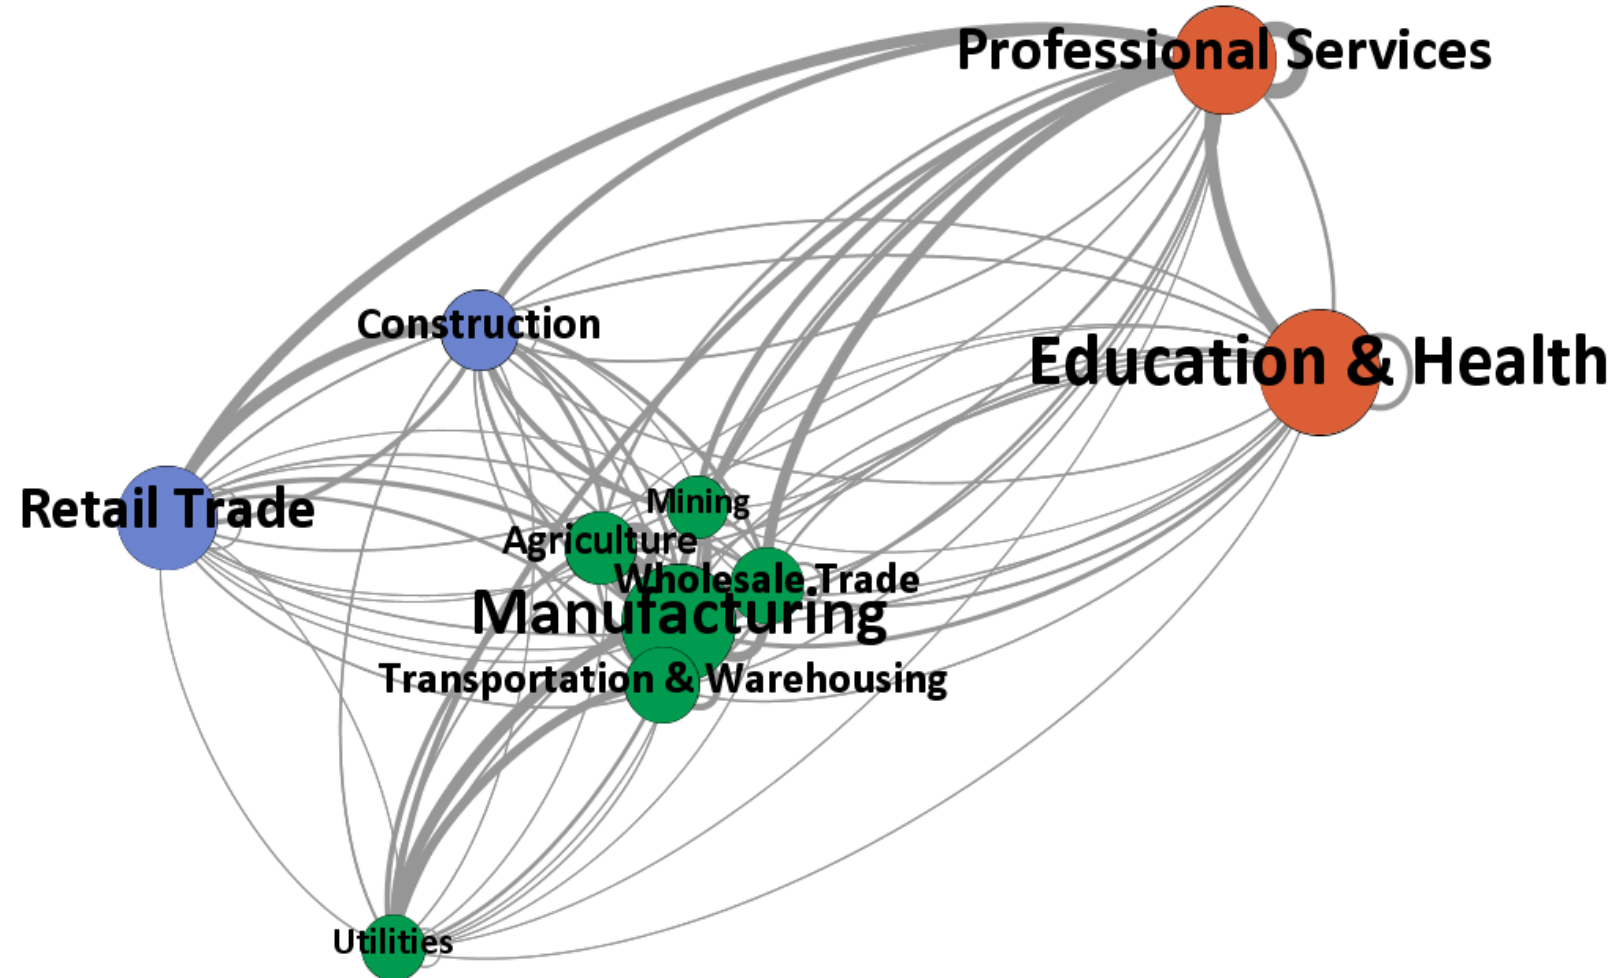 Professional Services
Construction
Education & Health
Retail Trade
Mining
Agriculture
Wholesale Trade
Manufacturing
Transportation & Warehousing
Utilities